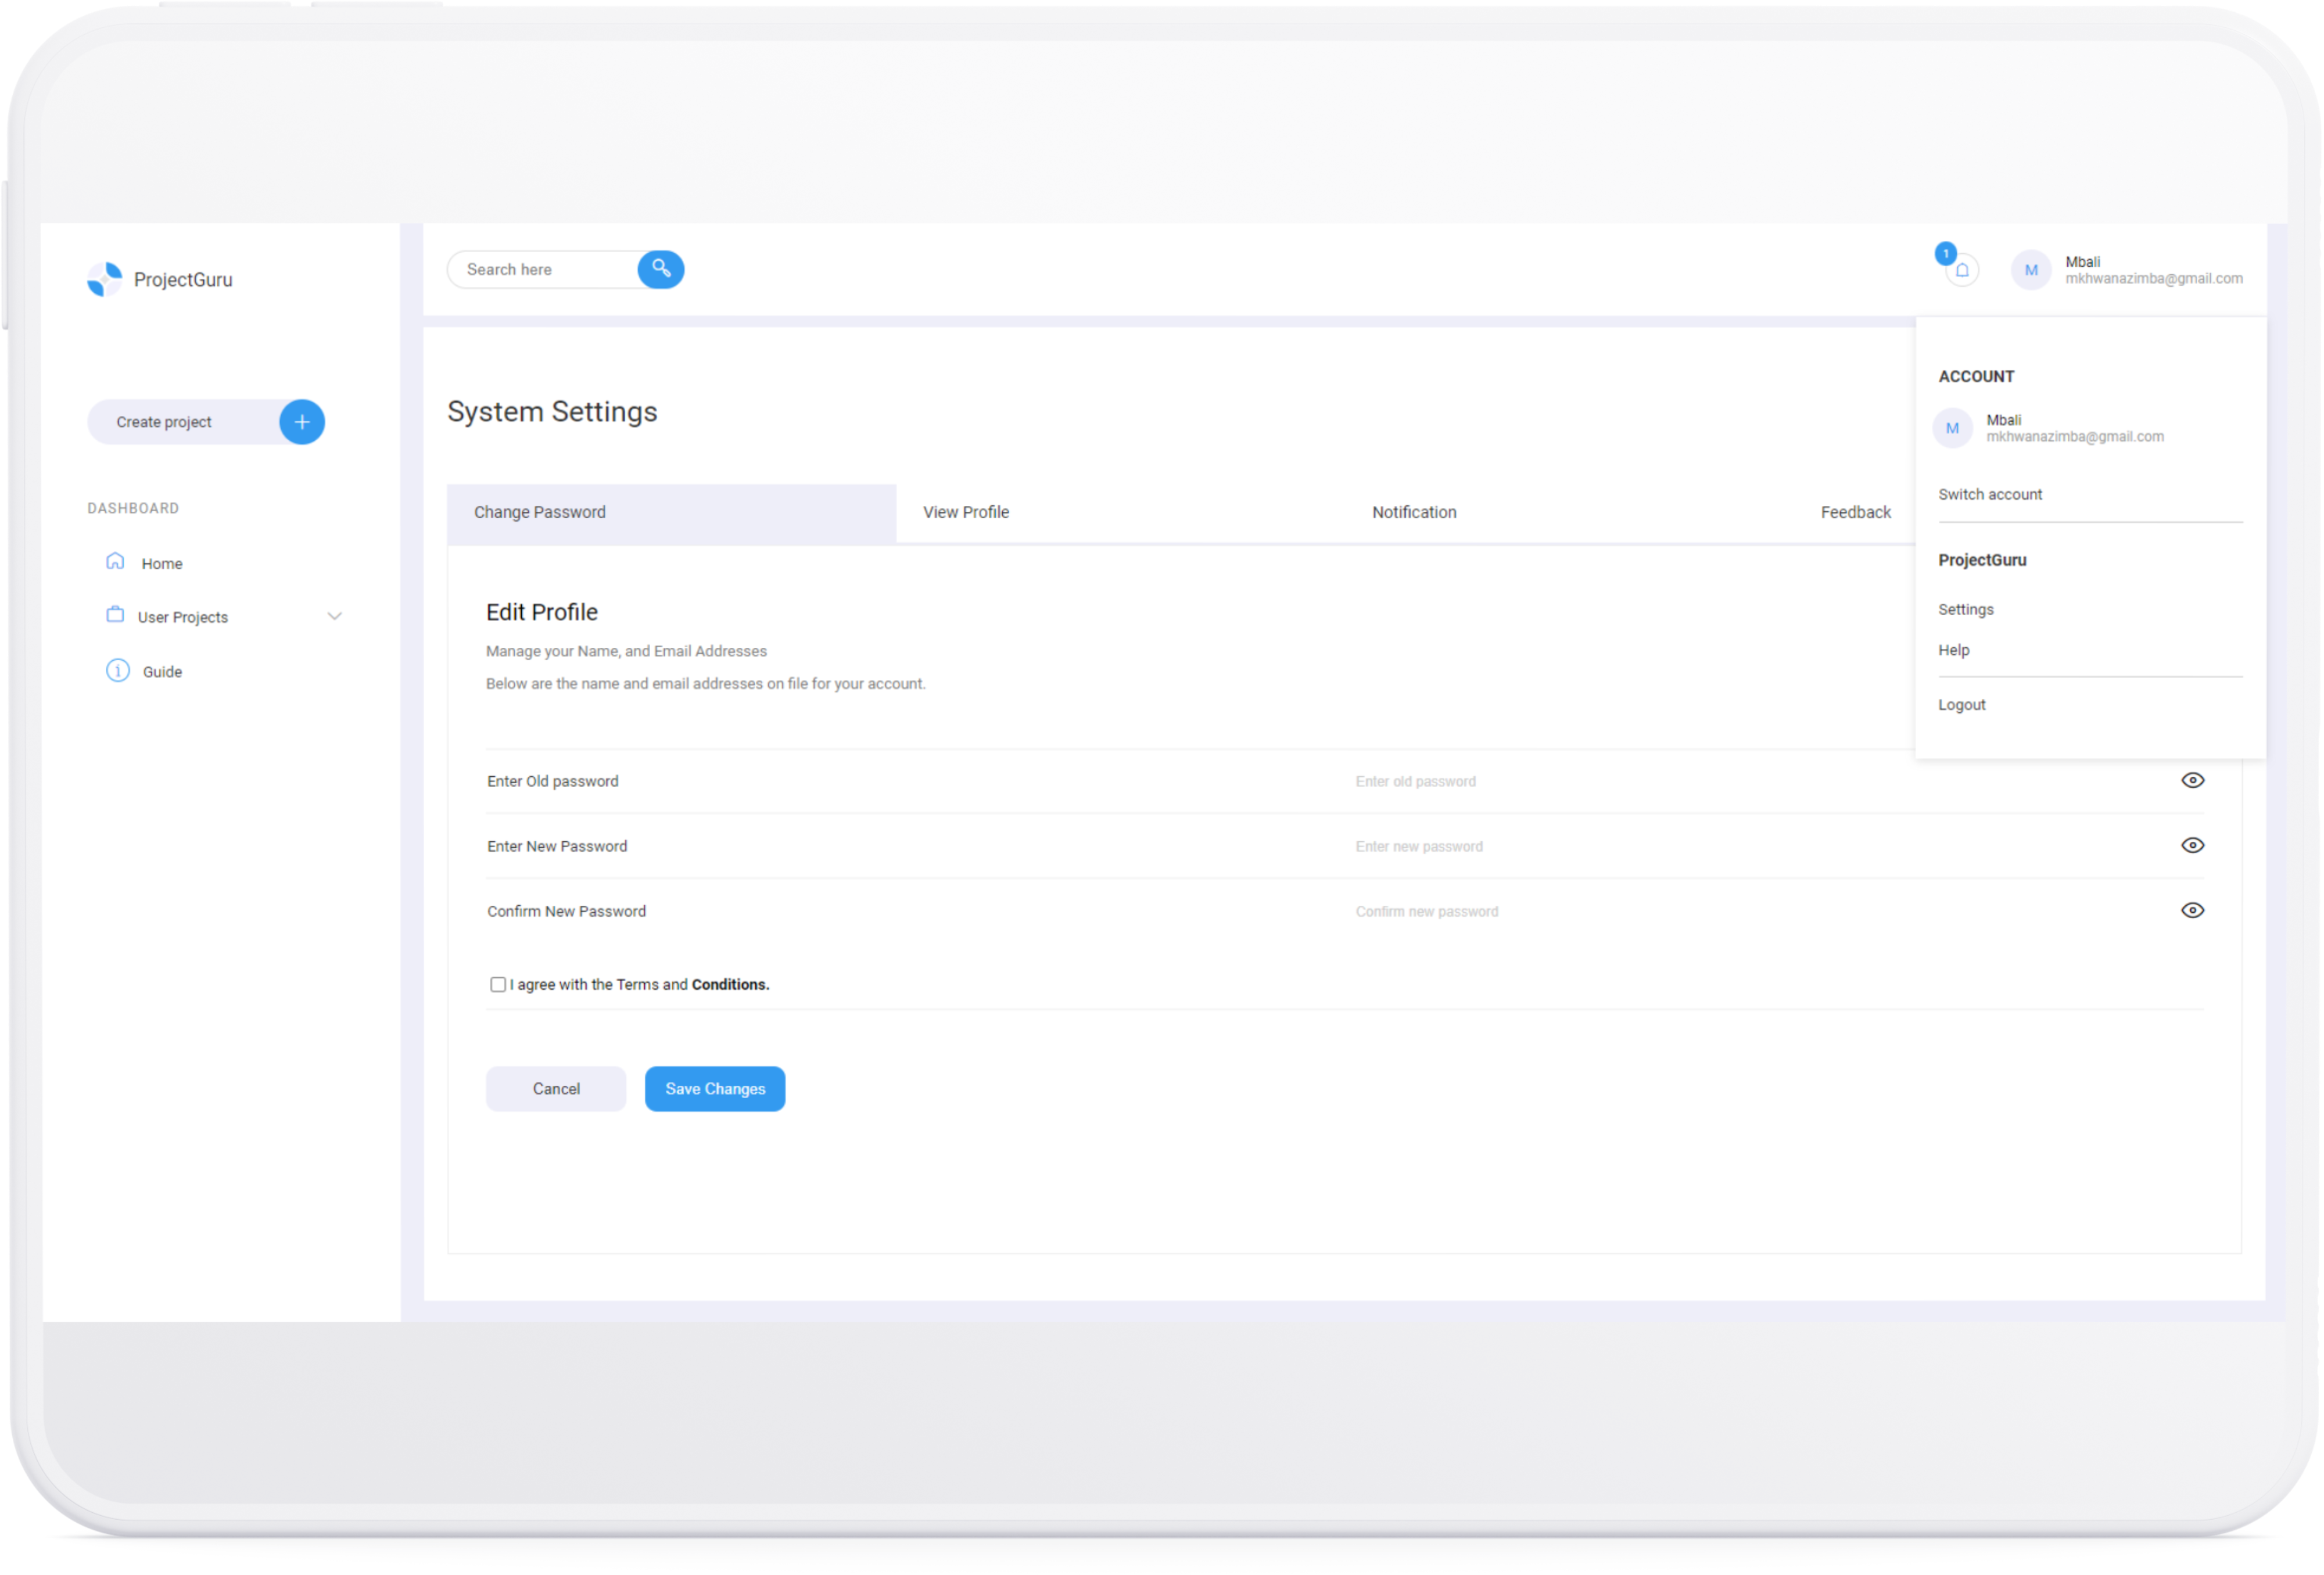 ProjectGuru
Search here
1
M
Mbali
mkhwanazimba@gmail.com
Create project
DASHBOARD
Home
User Projects
Guide
System Settings
Change Password
View Profile
Notification
Feedback
Edit Profile
Manage your Name, and Email Addresses
Below are the name and email addresses on file for your account.
Enter Old password
Enter old password
Enter New Password
Enter new password
Confirm New Password
Confirm new password
I agree with the Terms and Conditions.
Cancel
Save Changes
ACCOUNT
M
Mbali
mkhwanazimba@gmail.com
Switch account
ProjectGuru
Settings
Help
Logout